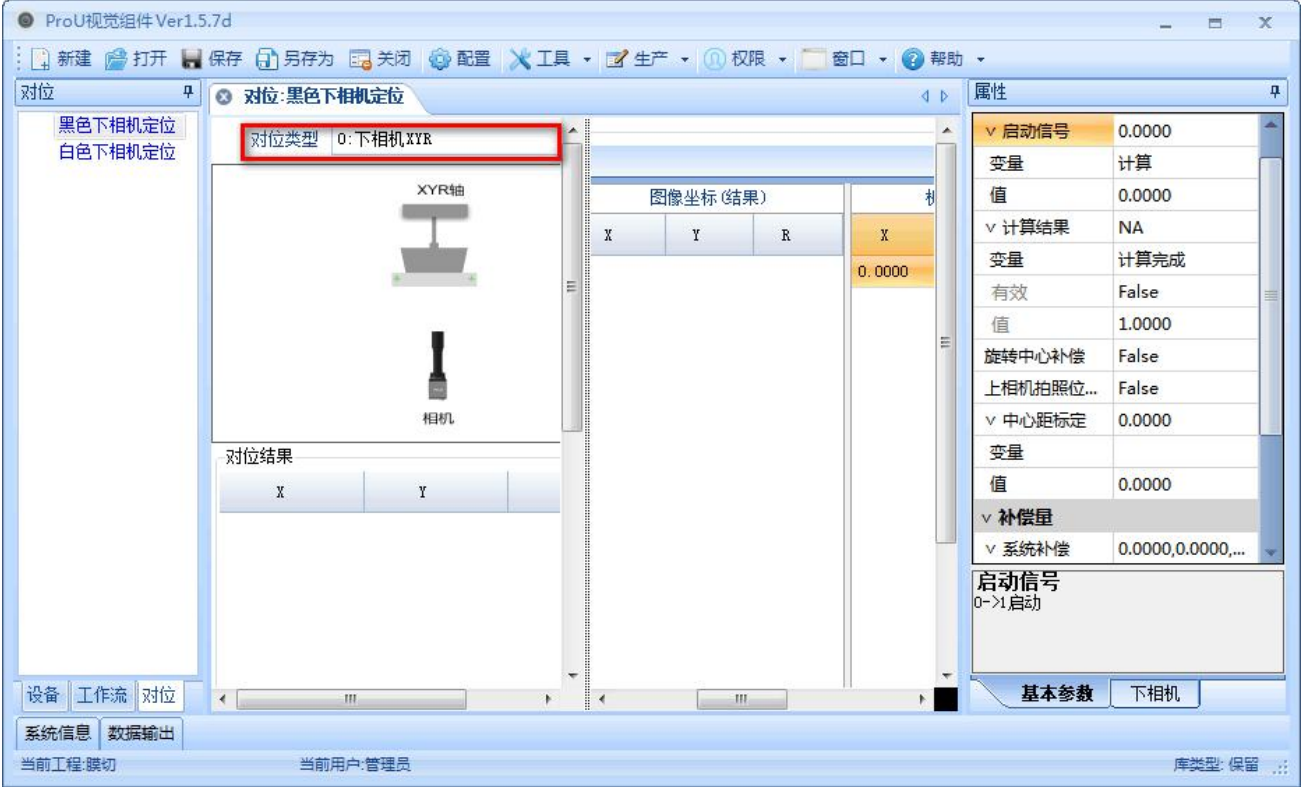 ProU视觉组件 Ver1.5.7d
新建 打开 保存 另存为 关闭 配置 工具 生产 权限 窗口 帮助
对位
黑色下相机定位
白色下相机定位
对位:黑色下相机定位
对位类型 0:下相机XYR
XYR轴
相机
对位结果
X Y
图像坐标(结果)
X Y R
X
0.0000
属性
启动信号 0.0000
变量 计算
值 0.0000
计算结果 NA
变量 计算完成
有效 False
值 1.0000
旋转中心补偿 False
上相机拍照位... False
中心距标定 0.0000
变量
值 0.0000
补偿量
系统补偿 0.0000,0.0000,...
启动信号
0->1启动
设备 工作流 对位
基本参数 下相机
系统信息 数据输出
当前工程:膜切 当前用户:管理员 库类型: 保留